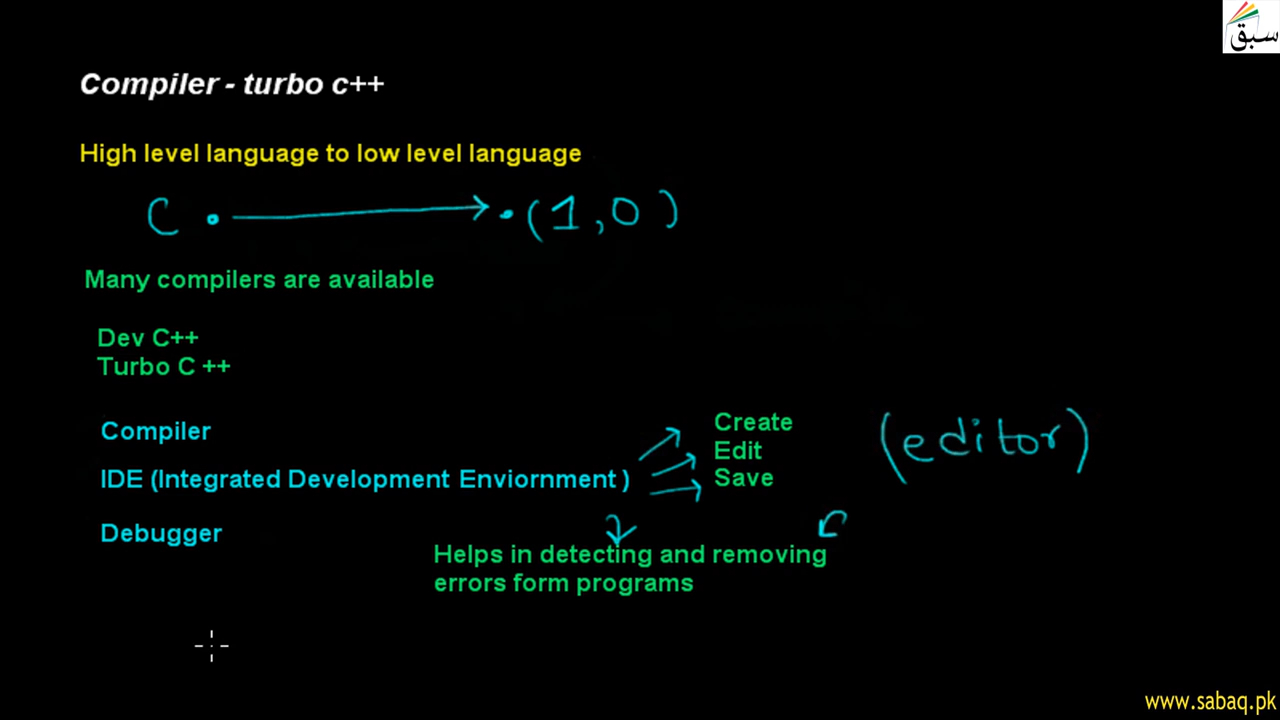 سبق
Compiler - turbo c++
High level language to low level language
C . → . (1,0)
Many compilers are available
Dev C++
Turbo C ++
Compiler
IDE (Integrated Development Enviornment )
Create
Edit
Save
(editor)
Debugger
Helps in detecting and removing
errors form programs
www.sabaq.pk